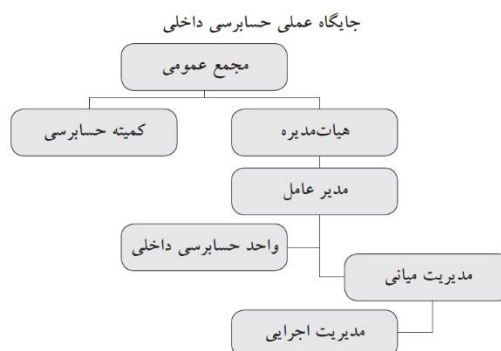 جایگاه عملی حسابرسی داخلی
مجمع عمومی
هیات‌مدیره
کمیته حسابرسی
مدیر عامل
واحد حسابرسی داخلی
مدیریت میانی
مدیریت اجرایی